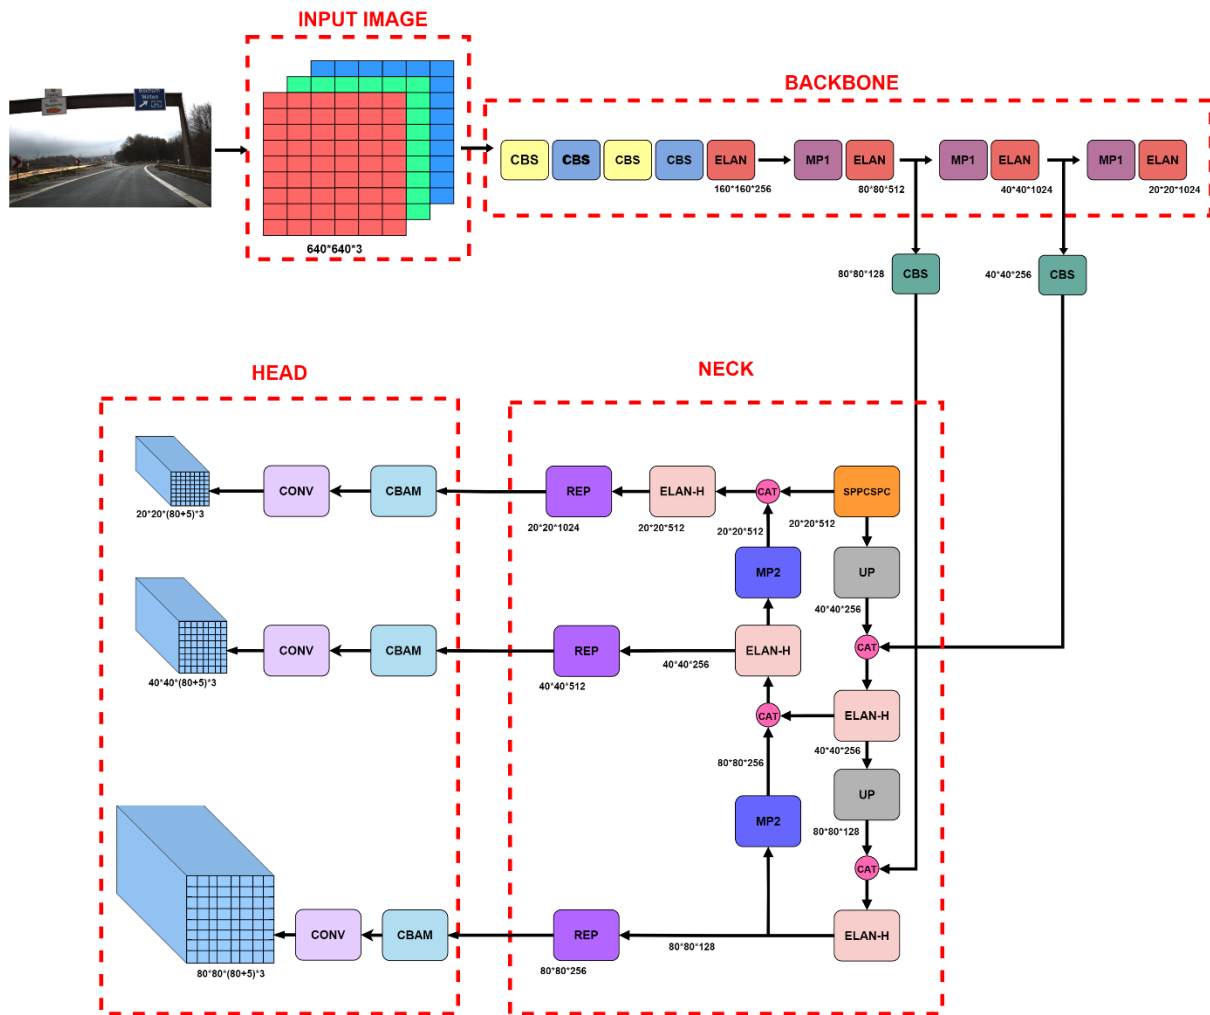 INPUT IMAGE
BACKBONE
CBS
CBS
CBS
CBS
ELAN
MP1
ELAN
MP1
ELAN
MP1
ELAN
160*160*256
80*80*512
40*40*1024
20*20*1024
640*640*3
80*80*128
CBS
40*40*256
CBS
HEAD
NECK
20*20*(80+5)*3
CONV
CBAM
REP
20*20*1024
ELAN-H
20*20*512
CAT
20*20*512
SPPCSPC
20*20*512
MP2
UP
40*40*256
CAT
40*40*(80+5)*3
CONV
CBAM
REP
40*40*512
40*40*256
ELAN-H
CAT
ELAN-H
40*40*256
80*80*256
MP2
UP
80*80*128
CAT
80*80*(80+5)*3
CONV
CBAM
REP
80*80*256
80*80*128
ELAN-H